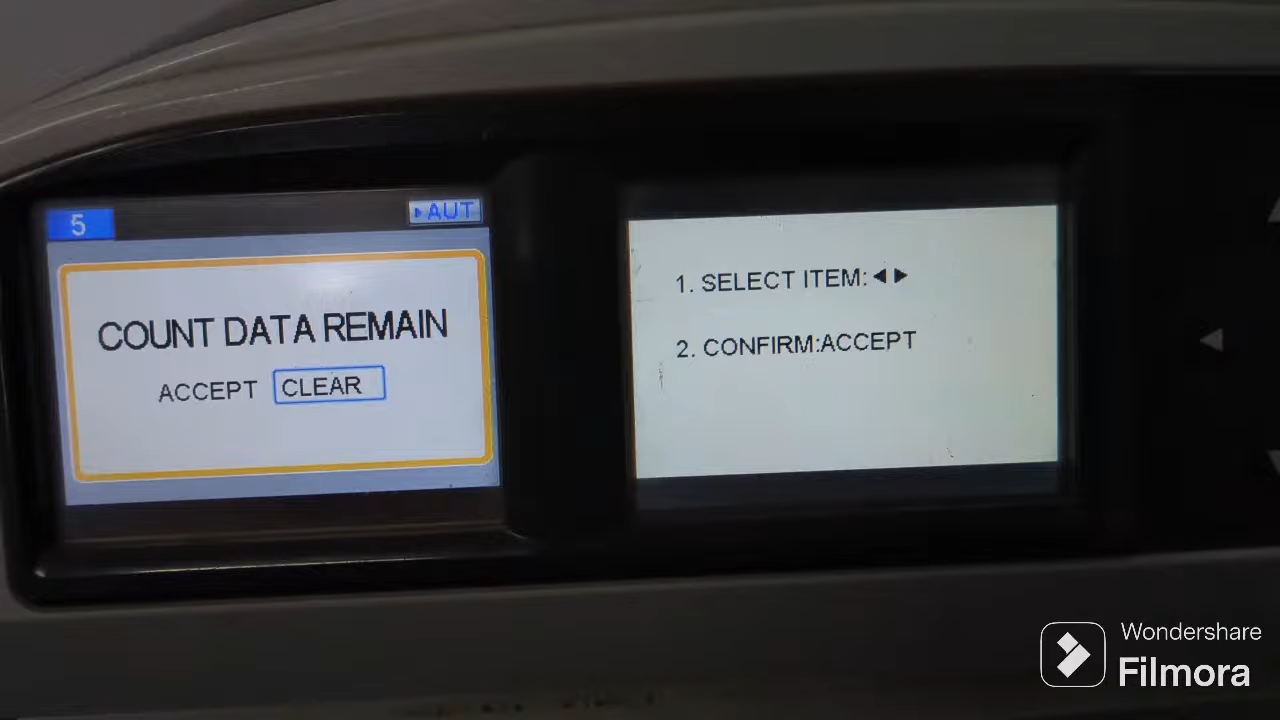 5
▶AUT
COUNT DATA REMAIN
ACCEPT CLEAR
1. SELECT ITEM:◀▶
2. CONFIRM:ACCEPT
Wondershare
Filmora